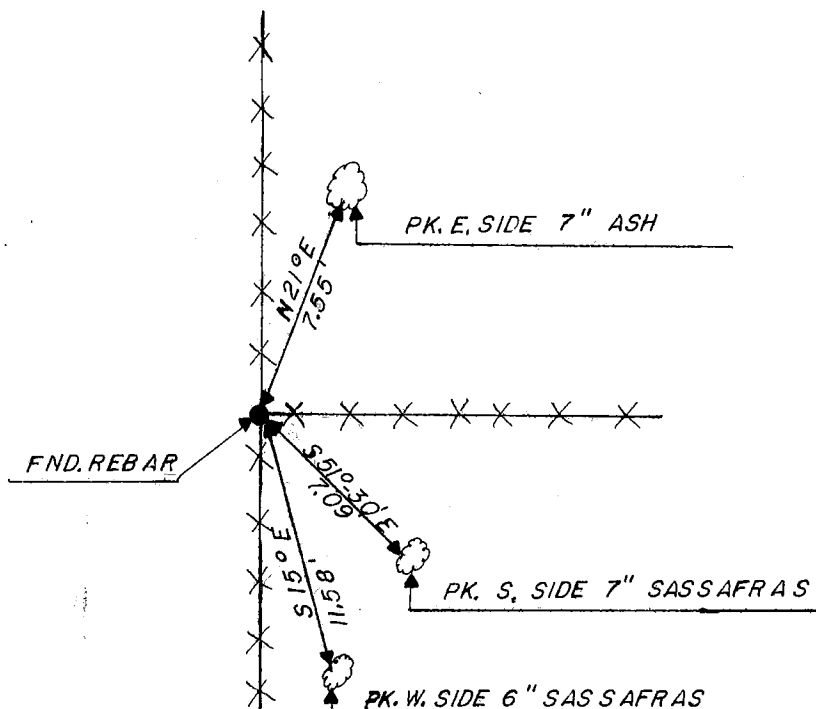 PK. E. SIDE 7" ASH
N21°E
7.55'
FND. REBAR
S51°-30'E
7.09
S15°E
11.58'
PK. S. SIDE 7" SASSAFRAS
PK. W. SIDE 6" SASSAFRAS